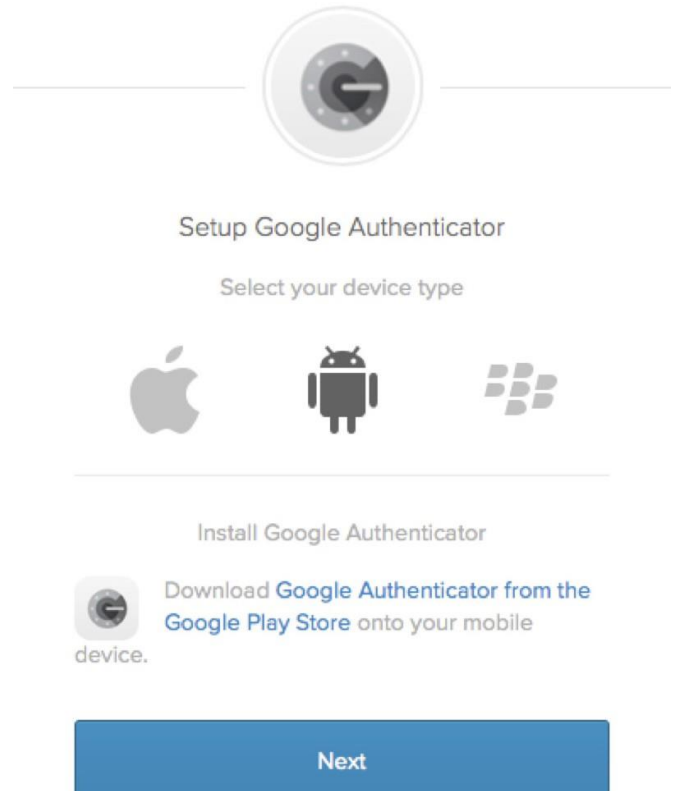 Setup Google Authenticator
Select your device type
Install Google Authenticator
Download Google Authenticator from the
Google Play Store onto your mobile
device.
Next